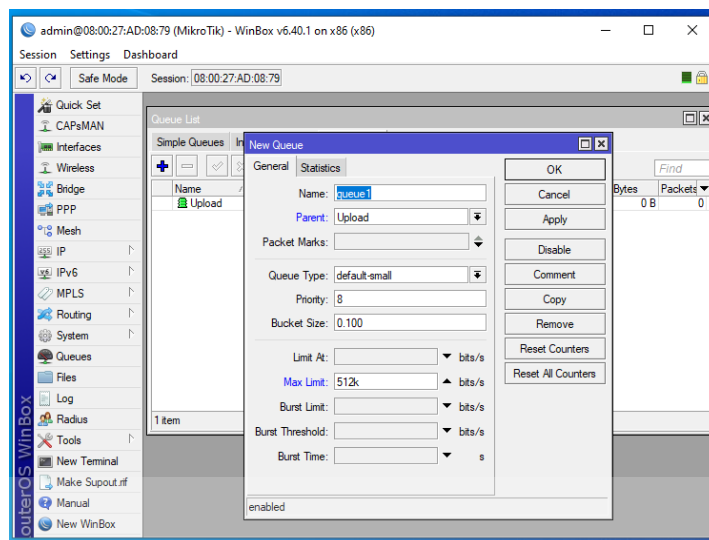 admin@08:00:27:AD:08:79 (MikroTik) - WinBox v6.40.1 on x86 (x86)
Session Settings Dashboard
Safe Mode Session: 08:00:27:AD:08:79
Quick Set
CAPsMAN
Interfaces
Wireless
Bridge
PPP
Mesh
IP
IPv6
MPLS
Routing
System
Queues
Files
Log
Radius
Tools
New Terminal
Make Supout.rif
Manual
New WinBox
outerOS WinBox
Queue List
Simple Queues In
Find
Name Bytes Packets
Upload 0 B 0
1 item
New Queue
General Statistics
Name: queue1
Parent: Upload
Packet Marks:
Queue Type: default-small
Priority: 8
Bucket Size: 0.100
Limit At: bits/s
Max Limit: 512k bits/s
Burst Limit: bits/s
Burst Threshold: bits/s
Burst Time: s
enabled
OK
Cancel
Apply
Disable
Comment
Copy
Remove
Reset Counters
Reset All Counters